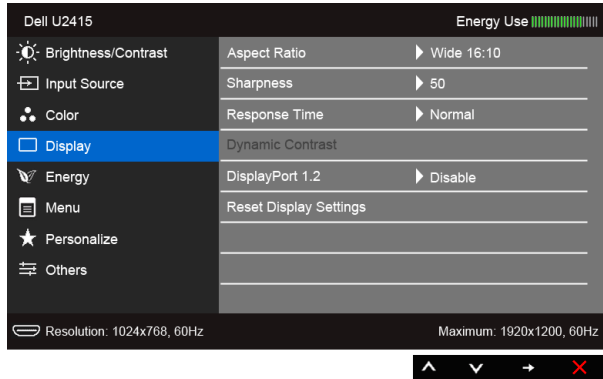 Dell U2415 Energy Use
Brightness/Contrast Aspect Ratio Wide 16:10
Input Source Sharpness 50
Color Response Time Normal
Display Dynamic Contrast
Energy DisplayPort 1.2 Disable
Menu Reset Display Settings
Personalize
Others
Resolution: 1024x768, 60Hz Maximum: 1920x1200, 60Hz